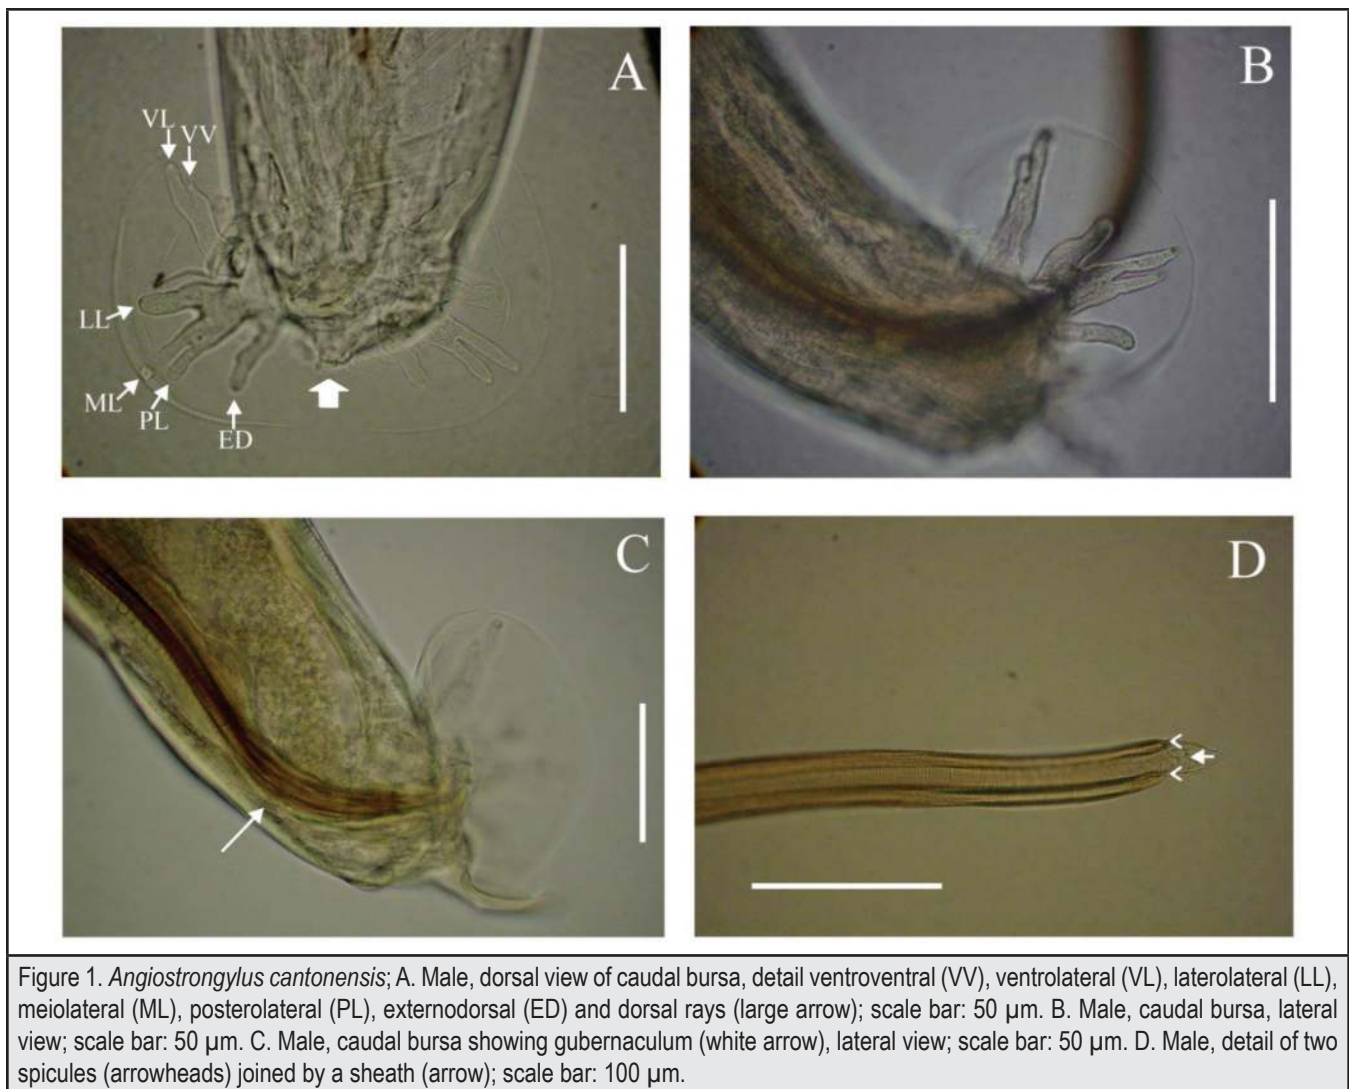 A
VL
VV
LL
ML
PL
ED
B
C
D
Figure 1. Angiostrongylus cantonensis; A. Male, dorsal view of caudal bursa, detail ventroventral (VV), ventrolateral (VL), laterolateral (LL),
meiolateral (ML), posterolateral (PL), externodorsal (ED) and dorsal rays (large arrow); scale bar: 50 µm. B. Male, caudal bursa, lateral
view; scale bar: 50 µm. C. Male, caudal bursa showing gubernaculum (white arrow), lateral view; scale bar: 50 µm. D. Male, detail of two
spicules (arrowheads) joined by a sheath (arrow); scale bar: 100 µm.